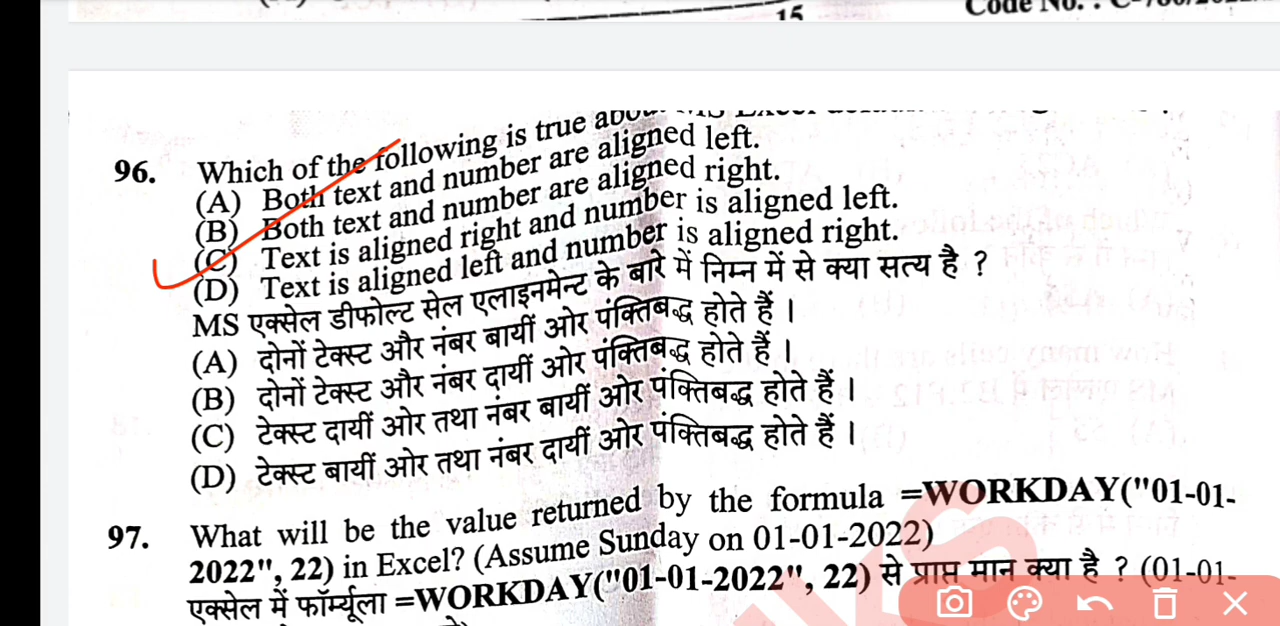 15
Code No. :
96. Which of the following is true about MS Excel
(A) Both text and number are aligned left.
(B) Both text and number are aligned right.
(C) Text is aligned right and number is aligned left.
(D) Text is aligned left and number is aligned right.
MS एक्सेल डीफोल्ट सेल एलाइनमेन्ट के बारे में निम्न में से क्या सत्य है ?
(A) दोनों टेक्स्ट और नंबर बायीं ओर पंक्तिबद्ध होते हैं ।
(B) दोनों टेक्स्ट और नंबर दायीं ओर पंक्तिबद्ध होते हैं ।
(C) टेक्स्ट दायीं ओर तथा नंबर बायीं ओर पंक्तिबद्ध होते हैं ।
(D) टेक्स्ट बायीं ओर तथा नंबर दायीं ओर पंक्तिबद्ध होते हैं ।
97. What will be the value returned by the formula =WORKDAY("01-01-
2022", 22) in Excel? (Assume Sunday on 01-01-2022)
एक्सेल में फॉर्म्यूला =WORKDAY("01-01-2022", 22) से प्राप्त मान क्या है ? (01-01-